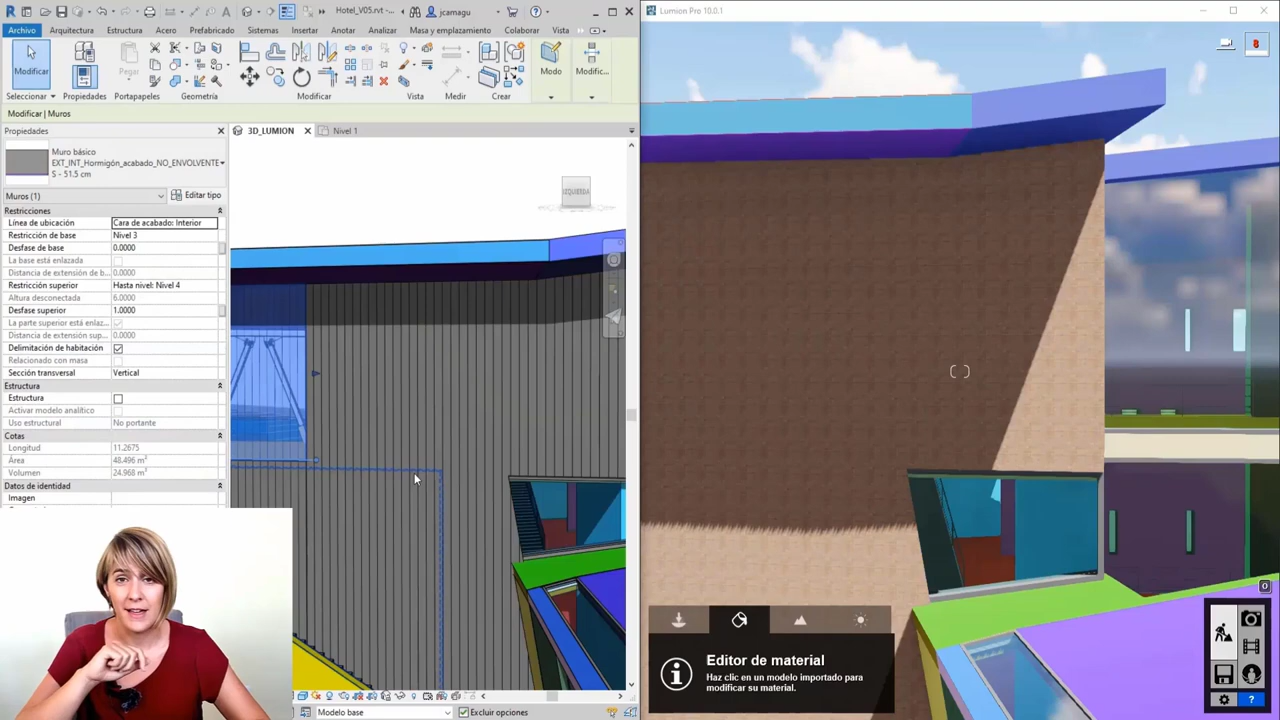 Hotel_V05.rvt -...
jcamagu
Lumion Pro 10.0.1
Archivo Arquitectura Estructura Acero Prefabricado Sistemas Insertar Anotar Analizar Masa y emplazamiento Colaborar Vista
8
Modificar Propiedades Pegar Modo Modific...
Seleccionar Propiedades Portapapeles Geometría Modificar Vista Medir Crear
Modificar | Muros
Propiedades
3D_LUMION Nivel 1
Muro básico
EXT_INT_Hormigón_acabado_NO_ENVOLVENTE
S - 51.5 cm
IZQUIERDA
Muros (1) Editar tipo
Restricciones
Línea de ubicación Cara de acabado: Interior
Restricción de base Nivel 3
Desfase de base 0.0000
La base está enlazada
Distancia de extensión de b... 0.0000
Restricción superior Hasta nivel: Nivel 4
Altura desconectada 6.0000
Desfase superior 1.0000
La parte superior está enlaz...
Distancia de extensión sup... 0.0000
Delimitación de habitación
Relacionado con masa
Sección transversal Vertical
Estructura
Estructura
Activar modelo analítico
Uso estructural No portante
Cotas
Longitud 11.2675
Área 48.496 m²
Volumen 24.968 m³
Datos de identidad
Imagen
Editor de material
Haz clic en un modelo importado para
modificar su material.
Modelo base Excluir opciones
?